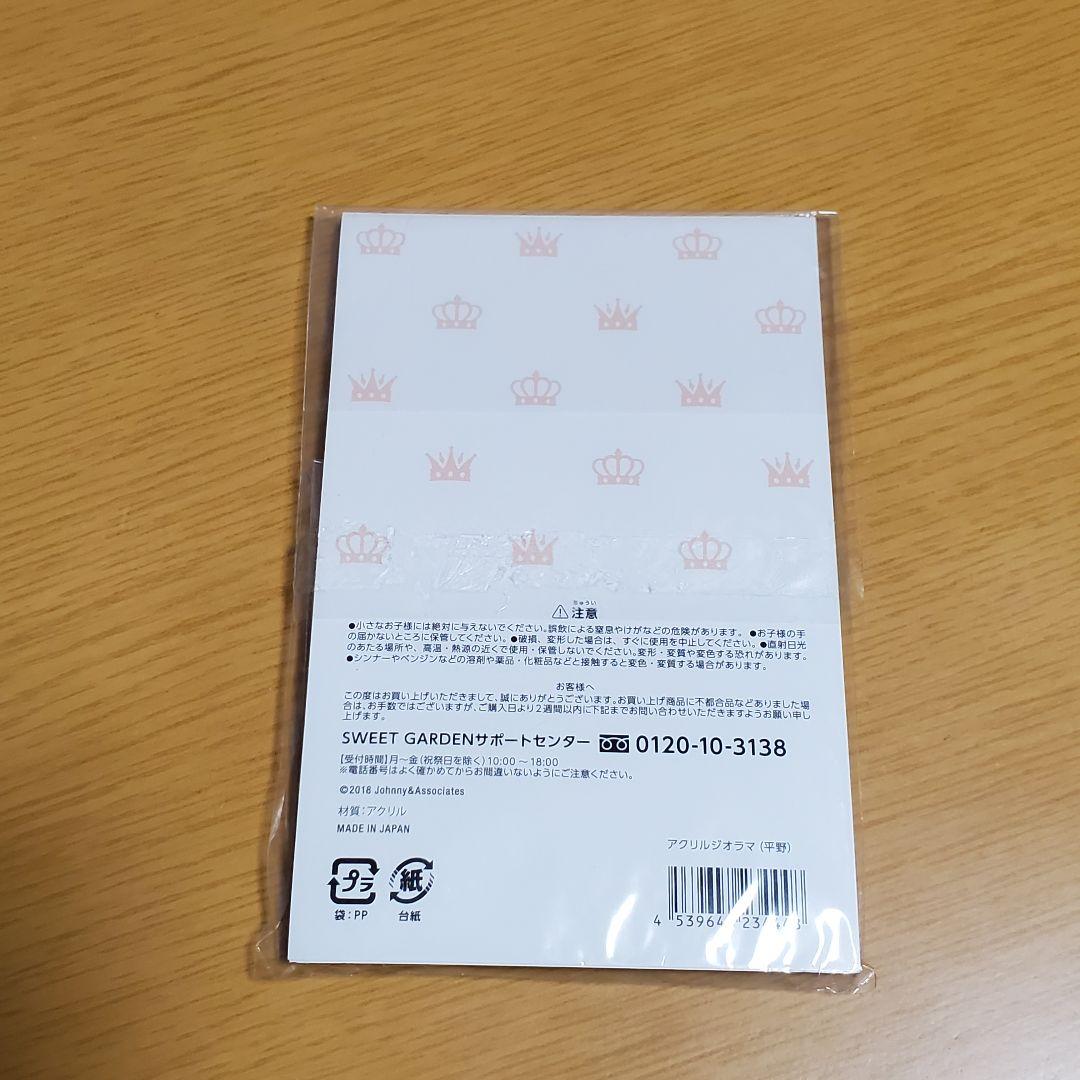 ちゅうい
⚠注意
●小さなお子様には絶対に与えないでください。誤飲による窒息やけがなどの危険があります。 ●お子様の手
の届かないところに保管してください。●破損、変形した場合は、すぐに使用を中止してください。●直射日光
のあたる場所や、高温・熱源の近くで使用・保管しないでください。変形・変質や変色する恐れがあります。
●シンナーやベンジンなどの溶剤や薬品・化粧品などと接触すると変色・変質する場合があります。
お客様へ
この度はお買い上げいただきまして、誠にありがとうございます。お買い上げ商品に不都合品などありました場
合は、お手数ではございますが、ご購入日より2週間以内に下記までお問い合わせいただきますようお願い申し
上げます。
SWEET GARDENサポートセンター 0120-10-3138
【受付時間】月~金(祝祭日を除く)10:00~18:00
※電話番号はよく確かめてからお間違いないようにご注意ください。
©2018 Johnny&Associates
材質:アクリル
MADE IN JAPAN
アクリルジオラマ(平野)
プラ
紙
袋:PP
台紙